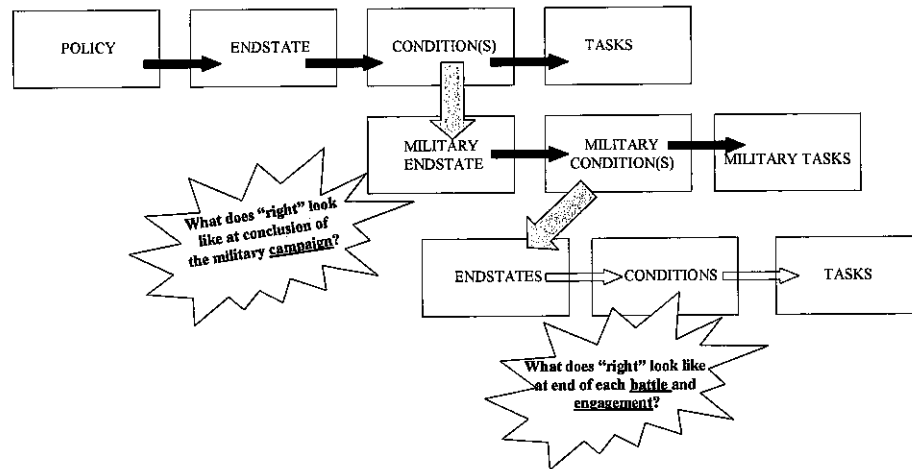 POLICY
ENDSTATE
CONDITION(S)
TASKS
MILITARY
ENDSTATE
MILITARY
CONDITION(S)
MILITARY TASKS
What does “right” look
like at conclusion of
the military campaign?
ENDSTATES
CONDITIONS
TASKS
What does “right” look like
at end of each battle and
engagement?